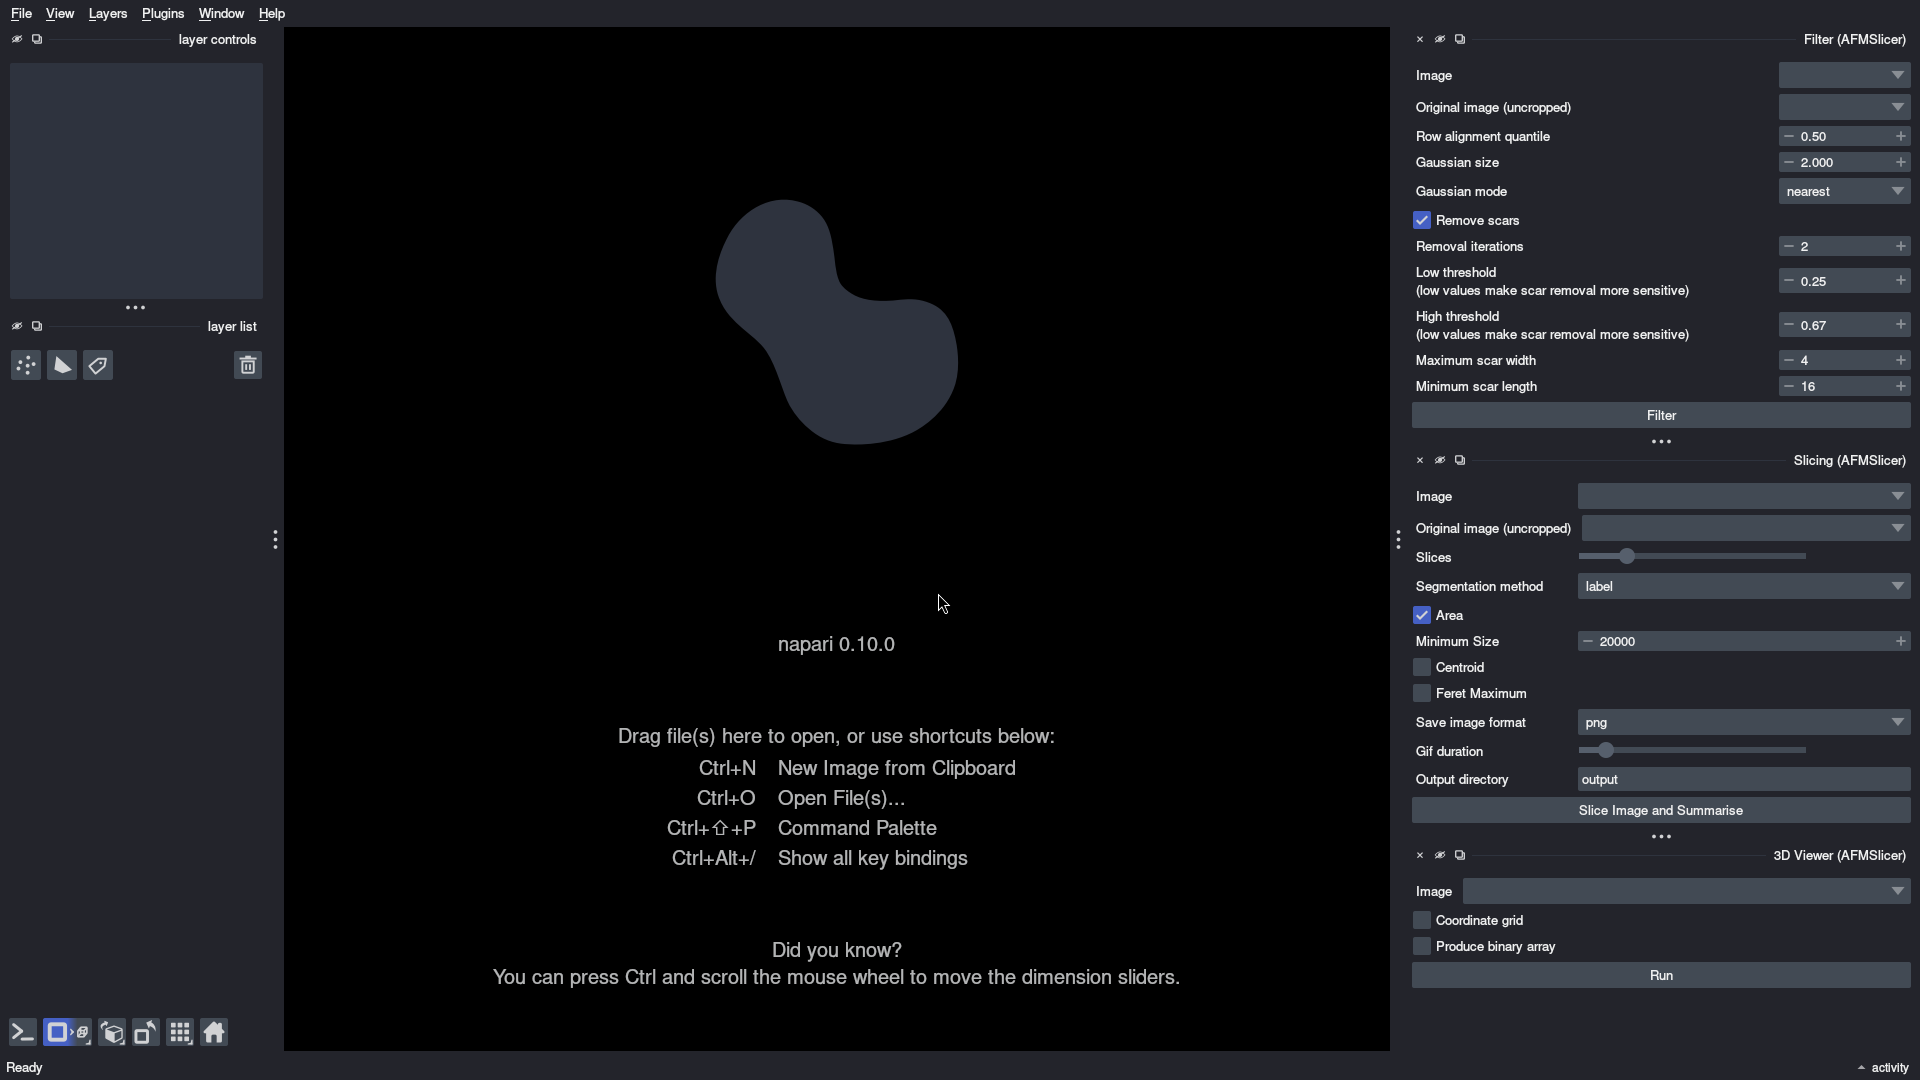 File View Layers Plugins Window Help
layer controls
layer list
napari 0.10.0
Drag file(s) here to open, or use shortcuts below:
Ctrl+N New Image from Clipboard
Ctrl+O Open File(s)...
Ctrl+⇧+P Command Palette
Ctrl+Alt+/ Show all key bindings
Did you know?
You can press Ctrl and scroll the mouse wheel to move the dimension sliders.
Filter (AFMSlicer)
Image
Original image (uncropped)
Row alignment quantile 0.50
Gaussian size 2.000
Gaussian mode nearest
Remove scars
Removal iterations 2
Low threshold
(low values make scar removal more sensitive) 0.25
High threshold
(low values make scar removal more sensitive) 0.67
Maximum scar width 4
Minimum scar length 16
Filter
Slicing (AFMSlicer)
Image
Original image (uncropped)
Slices
Segmentation method label
Area
Minimum Size 20000
Centroid
Feret Maximum
Save image format png
Gif duration
Output directory output
Slice Image and Summarise
3D Viewer (AFMSlicer)
Image
Coordinate grid
Produce binary array
Run
Ready
activity